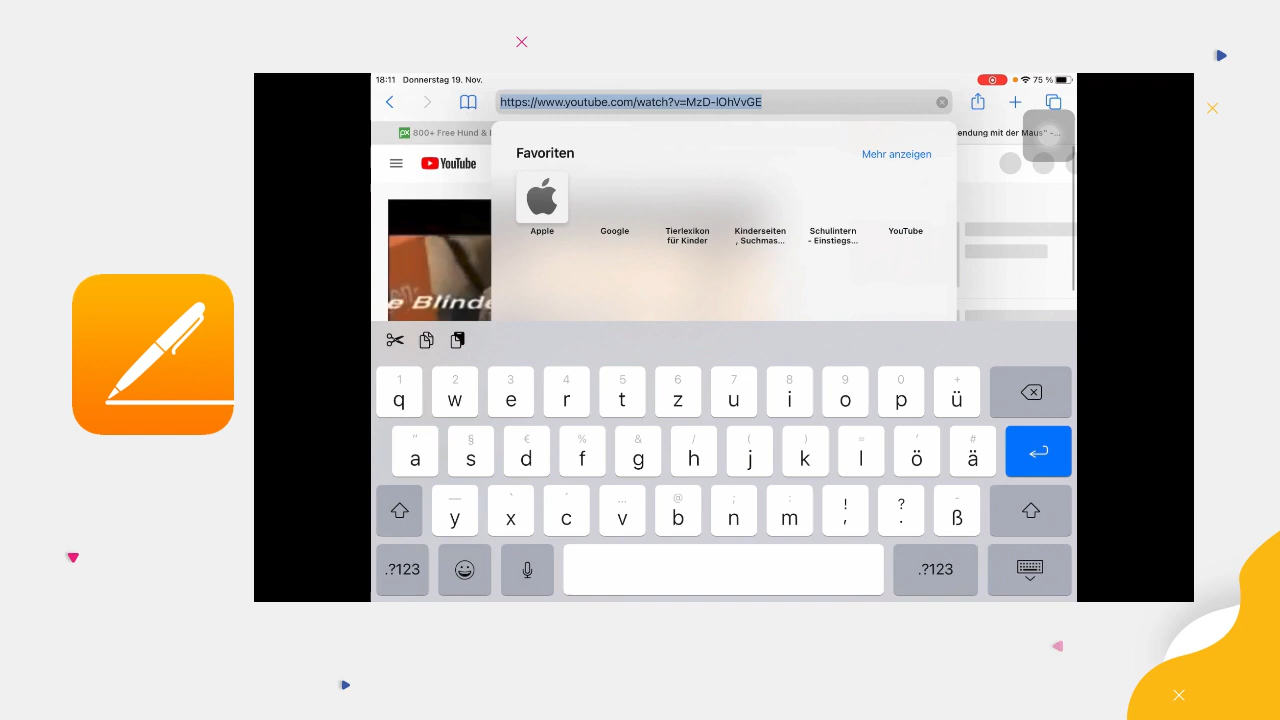 18:11 Donnerstag 19. Nov. 75 %
https://www.youtube.com/watch?v=MzD-lOhVvGE
800+ Free Hund &
endung mit der Maus" -...
YouTube
Favoriten
Mehr anzeigen
Apple
Google
Tierlexikon
für Kinder
Kinderseiten
, Suchmas...
Schulintern
- Einstiegs...
YouTube
e Blinde
1 2 3 4 5 6 7 8 9 0 +
q w e r t z u i o p ü
" § € % & / ( ) = ' #
a s d f g h j k l ö ä
— ` ´ ... @ ; : ! ? -
y x c v b n m , . ß
.?123 .?123